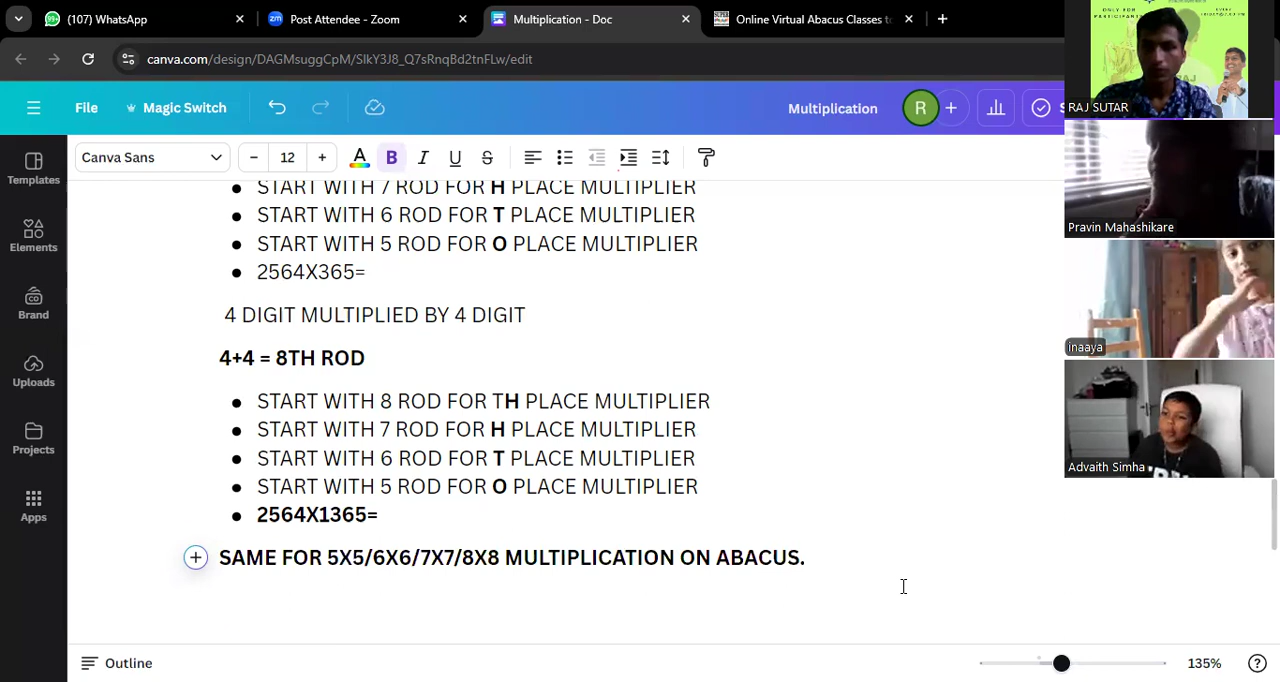 (107) WhatsApp
Post Attendee - Zoom
Multiplication - Doc
Online Virtual Abacus Classes to
canva.com/design/DAGMsuggCpM/SlkY3J8_Q7sRnqBd2tnFLw/edit
File
Magic Switch
Multiplication
R
Canva Sans
12
A
B
I
U
S
Templates
Elements
Brand
Uploads
Projects
Apps
START WITH 7 ROD FOR H PLACE MULTIPLIER
START WITH 6 ROD FOR T PLACE MULTIPLIER
START WITH 5 ROD FOR O PLACE MULTIPLIER
2564X365=
4 DIGIT MULTIPLIED BY 4 DIGIT
4+4 = 8TH ROD
START WITH 8 ROD FOR TH PLACE MULTIPLIER
START WITH 7 ROD FOR H PLACE MULTIPLIER
START WITH 6 ROD FOR T PLACE MULTIPLIER
START WITH 5 ROD FOR O PLACE MULTIPLIER
2564X1365=
SAME FOR 5X5/6X6/7X7/8X8 MULTIPLICATION ON ABACUS.
Outline
135%
ONLY FOR
RAJ SUTAR
Pravin Mahashikare
inaaya
Advaith Simha